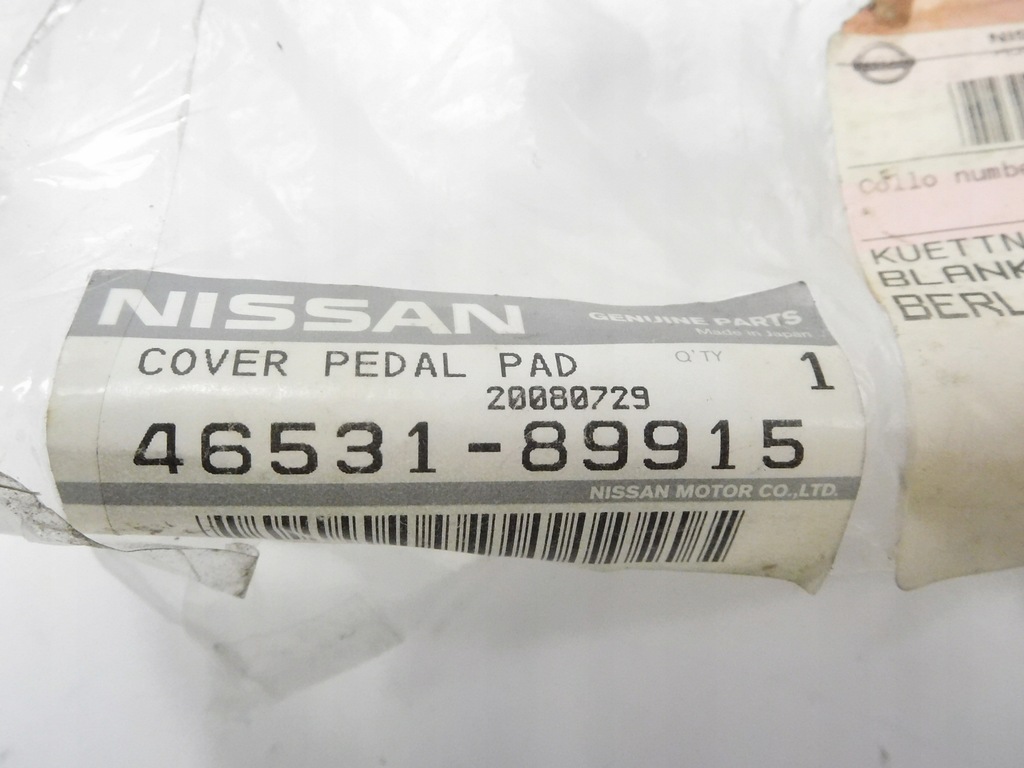 NISSAN GENUINE PARTS
Made in Japan
COVER PEDAL PAD Q'TY 1
20080729
46531-89915
NISSAN MOTOR CO.,LTD.
NIS
Collo numbe
KUETTN
BLANK
BERL